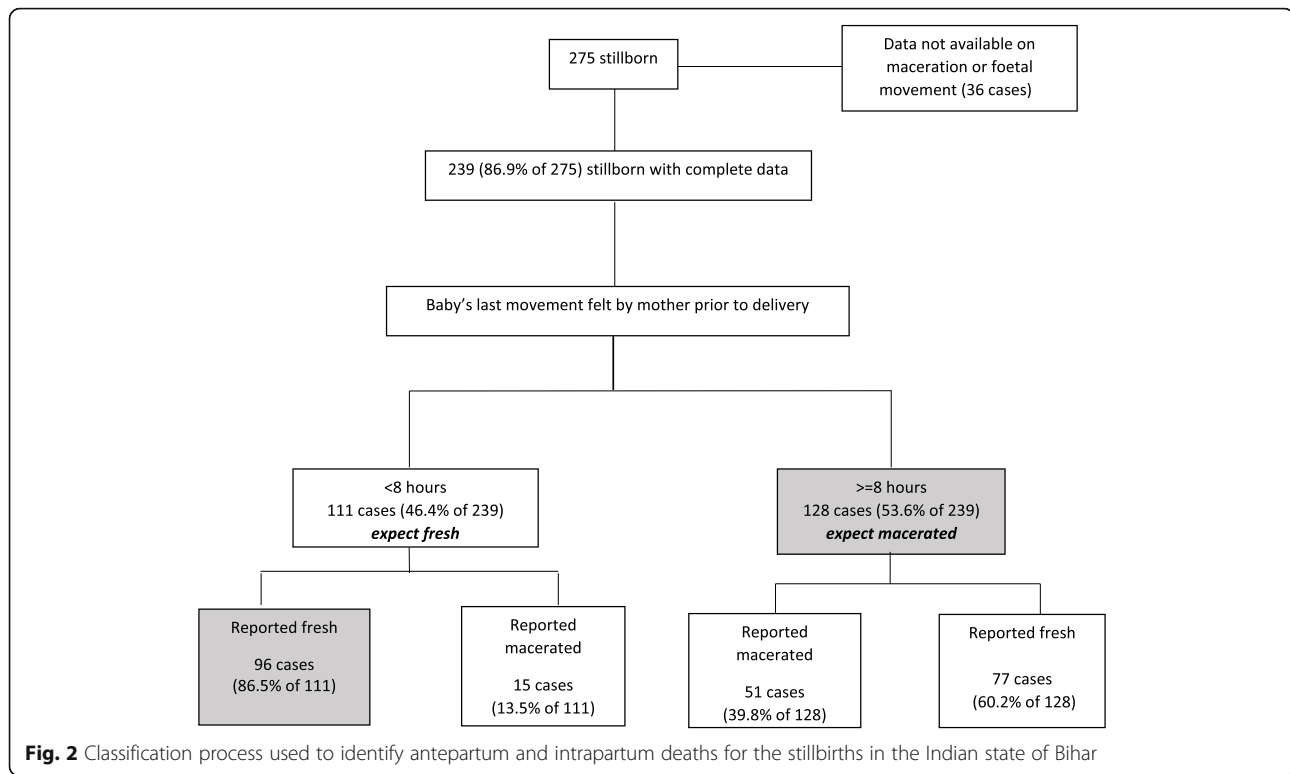 275 stillborn
Data not available on
maceration or foetal
movement (36 cases)
239 (86.9% of 275) stillborn with complete data
Baby’s last movement felt by mother prior to delivery
<8 hours
111 cases (46.4% of 239)
expect fresh
>=8 hours
128 cases (53.6% of 239)
expect macerated
Reported fresh
96 cases
(86.5% of 111)
Reported
macerated
15 cases
(13.5% of 111)
Reported
macerated
51 cases
(39.8% of 128)
Reported fresh
77 cases
(60.2% of 128)
Fig. 2 Classification process used to identify antepartum and intrapartum deaths for the stillbirths in the Indian state of Bihar